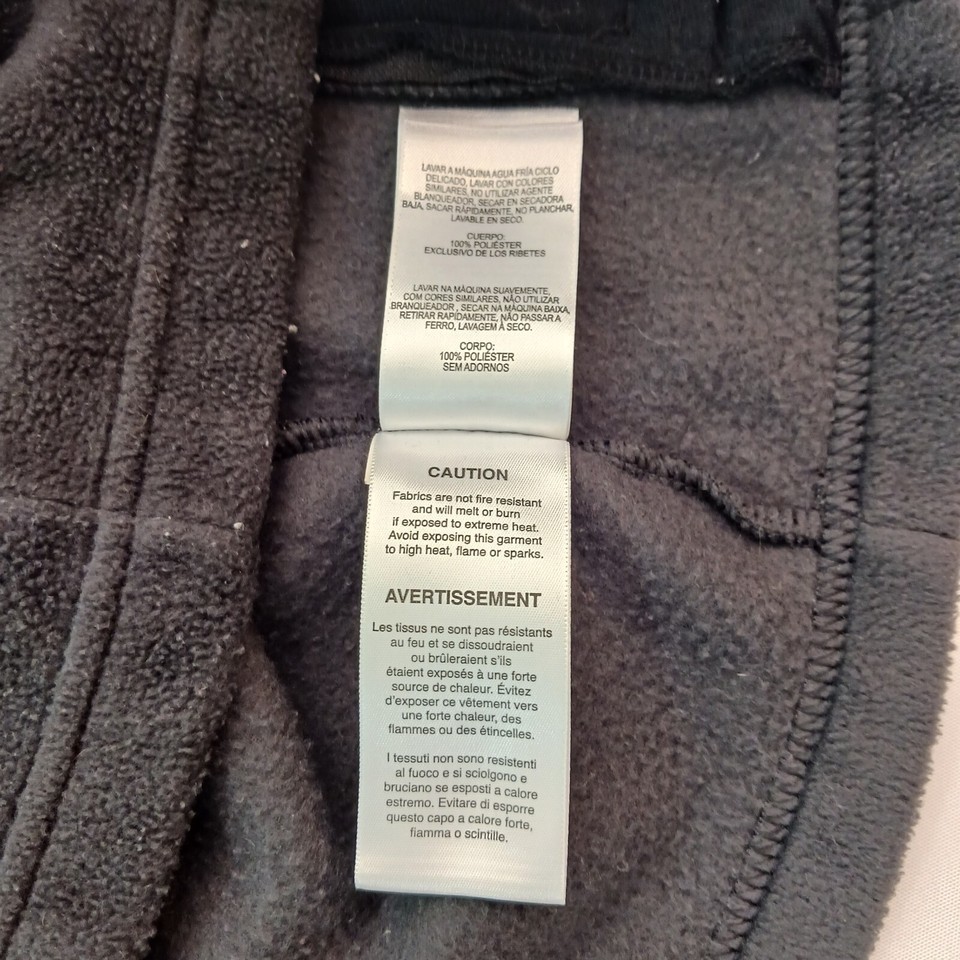 LAVAR A MÁQUINA AGUA FRÍA CICLO
DELICADO, LAVAR CON COLORES
SIMILARES, NO UTILIZAR AGENTE
BLANQUEADOR, SECAR EN SECADORA
BAJA, SACAR RÁPIDAMENTE, NO PLANCHAR,
LAVABLE EN SECO.
CUERPO:
100% POLIÉSTER
EXCLUSIVO DE LOS RIBETES
LAVAR NA MÁQUINA SUAVEMENTE,
COM CORES SIMILARES, NÃO UTILIZAR
BRANQUEADOR , SECAR NA MÁQUINA BAIXA,
RETIRAR RAPIDAMENTE, NÃO PASSAR A
FERRO, LAVAGEM À SECO.
CORPO:
100% POLIÉSTER
SEM ADORNOS
CAUTION
Fabrics are not fire resistant
and will melt or burn
if exposed to extreme heat.
Avoid exposing this garment
to high heat, flame or sparks.
AVERTISSEMENT
Les tissus ne sont pas résistants
au feu et se dissoudraient
ou brûleraient s'ils
étaient exposés à une forte
source de chaleur. Évitez
d'exposer ce vêtement vers
une forte chaleur, des
flammes ou des étincelles.
I tessuti non sono resistenti
al fuoco e si sciolgono e
bruciano se esposti a calore
estremo. Evitare di esporre
questo capo a calore forte,
fiamma o scintille.